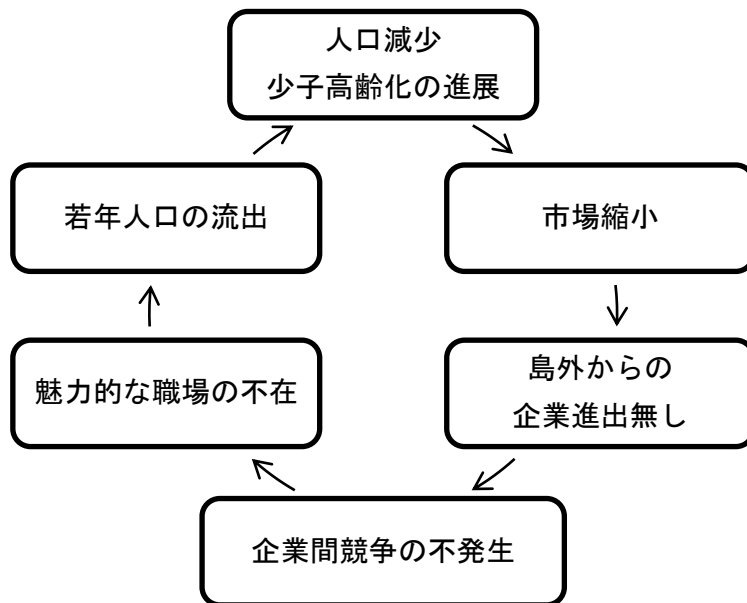 人口減少
少子高齢化の進展
市場縮小
島外からの
企業進出無し
企業間競争の不発生
魅力的な職場の不在
若年人口の流出